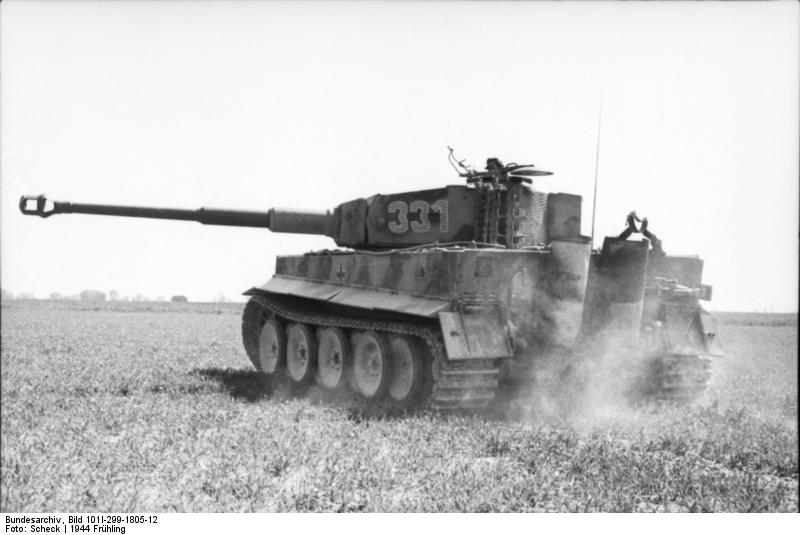 331
Bundesarchiv, Bild 101I-299-1805-12
Foto: Scheck | 1944 Frühling